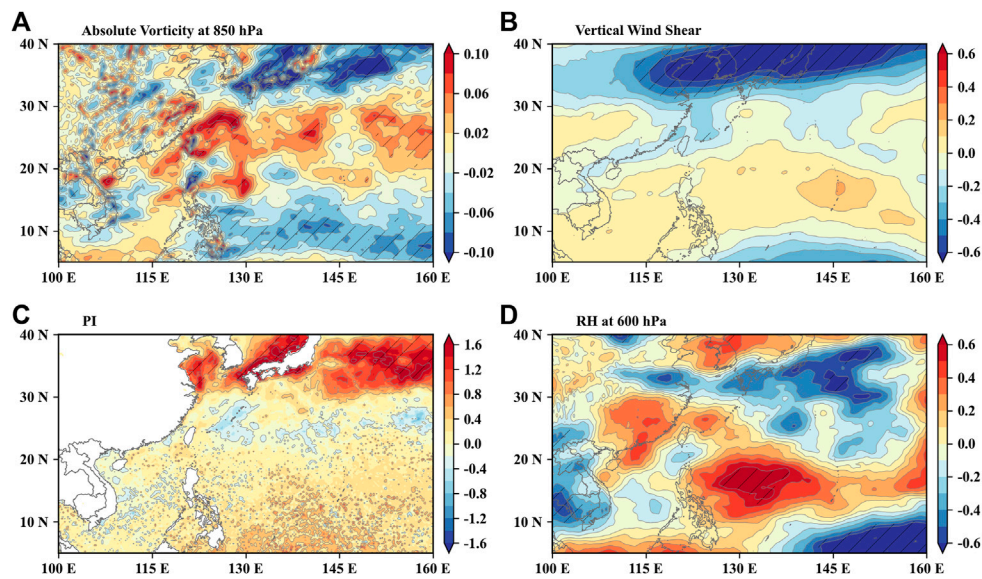 A Absolute Vorticity at 850 hPa
40 N
30 N
20 N
10 N
100 E 115 E 130 E 145 E 160 E
0.10
0.06
0.02
-0.02
-0.06
-0.10
B Vertical Wind Shear
40 N
30 N
20 N
10 N
100 E 115 E 130 E 145 E 160 E
0.6
0.4
0.2
0.0
-0.2
-0.4
-0.6
C PI
40 N
30 N
20 N
10 N
100 E 115 E 130 E 145 E 160 E
1.6
1.2
0.8
0.4
0.0
-0.4
-0.8
-1.2
-1.6
D RH at 600 hPa
40 N
30 N
20 N
10 N
100 E 115 E 130 E 145 E 160 E
0.6
0.4
0.2
0.0
-0.2
-0.4
-0.6